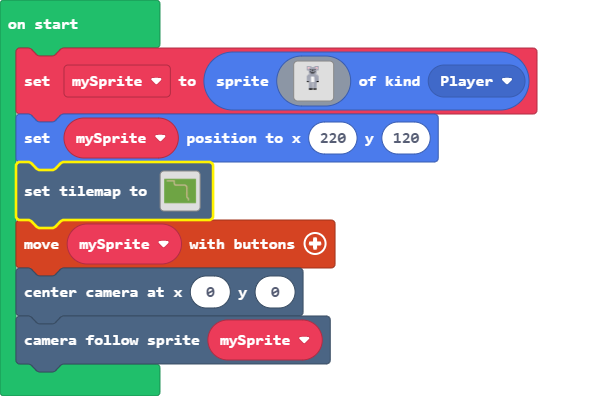 on start
set mySprite to sprite of kind Player
set mySprite position to x 220 y 120
set tilemap to
move mySprite with buttons
center camera at x 0 y 0
camera follow sprite mySprite